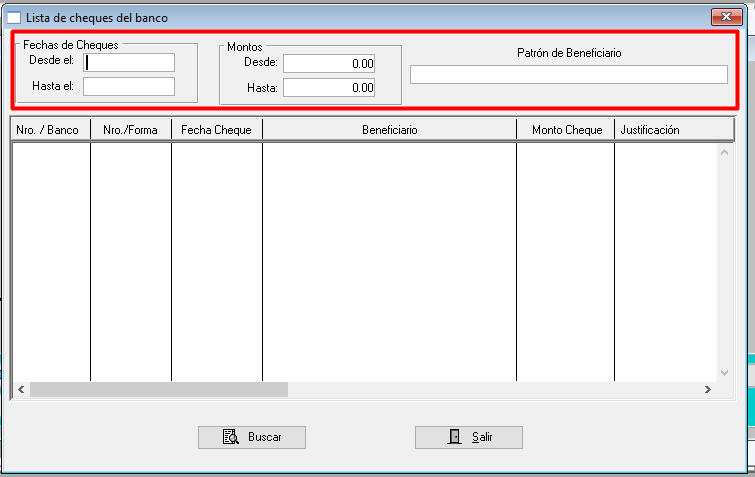 Lista de cheques del banco
Fechas de Cheques
Desde el:
Hasta el:
Montos
Desde: 0.00
Hasta: 0.00
Patrón de Beneficiario
Nro. / Banco Nro./Forma Fecha Cheque Beneficiario Monto Cheque Justificación
Buscar Salir